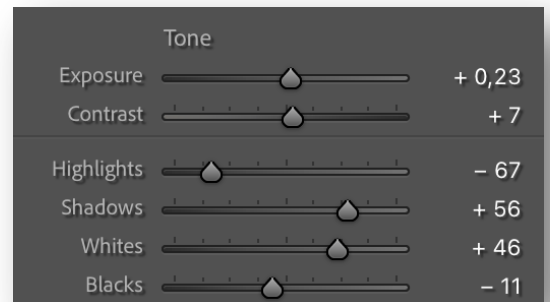 Tone
Exposure + 0,23
Contrast + 7
Highlights – 67
Shadows + 56
Whites + 46
Blacks – 11